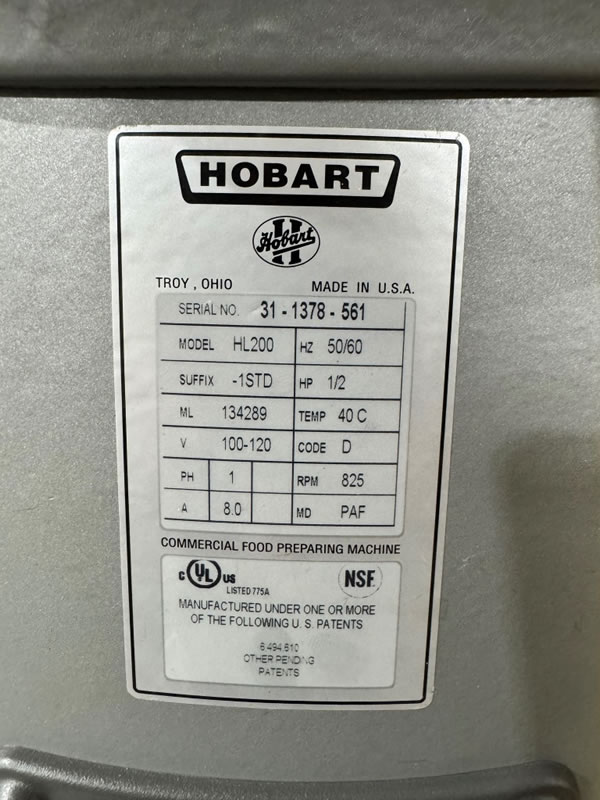 HOBART
Hobart
H
TROY, OHIO MADE IN U.S.A.
SERIAL NO. 31 - 1378 - 561
MODEL HL200 HZ 50/60
SUFFIX -1STD HP 1/2
ML 134289 TEMP 40 C
V 100-120 CODE D
PH 1 RPM 825
A 8.0 MD PAF
COMMERCIAL FOOD PREPARING MACHINE
C UL US NSF
LISTED 775A
MANUFACTURED UNDER ONE OR MORE
OF THE FOLLOWING U.S. PATENTS
6,494,610
OTHER PENDING
PATENTS